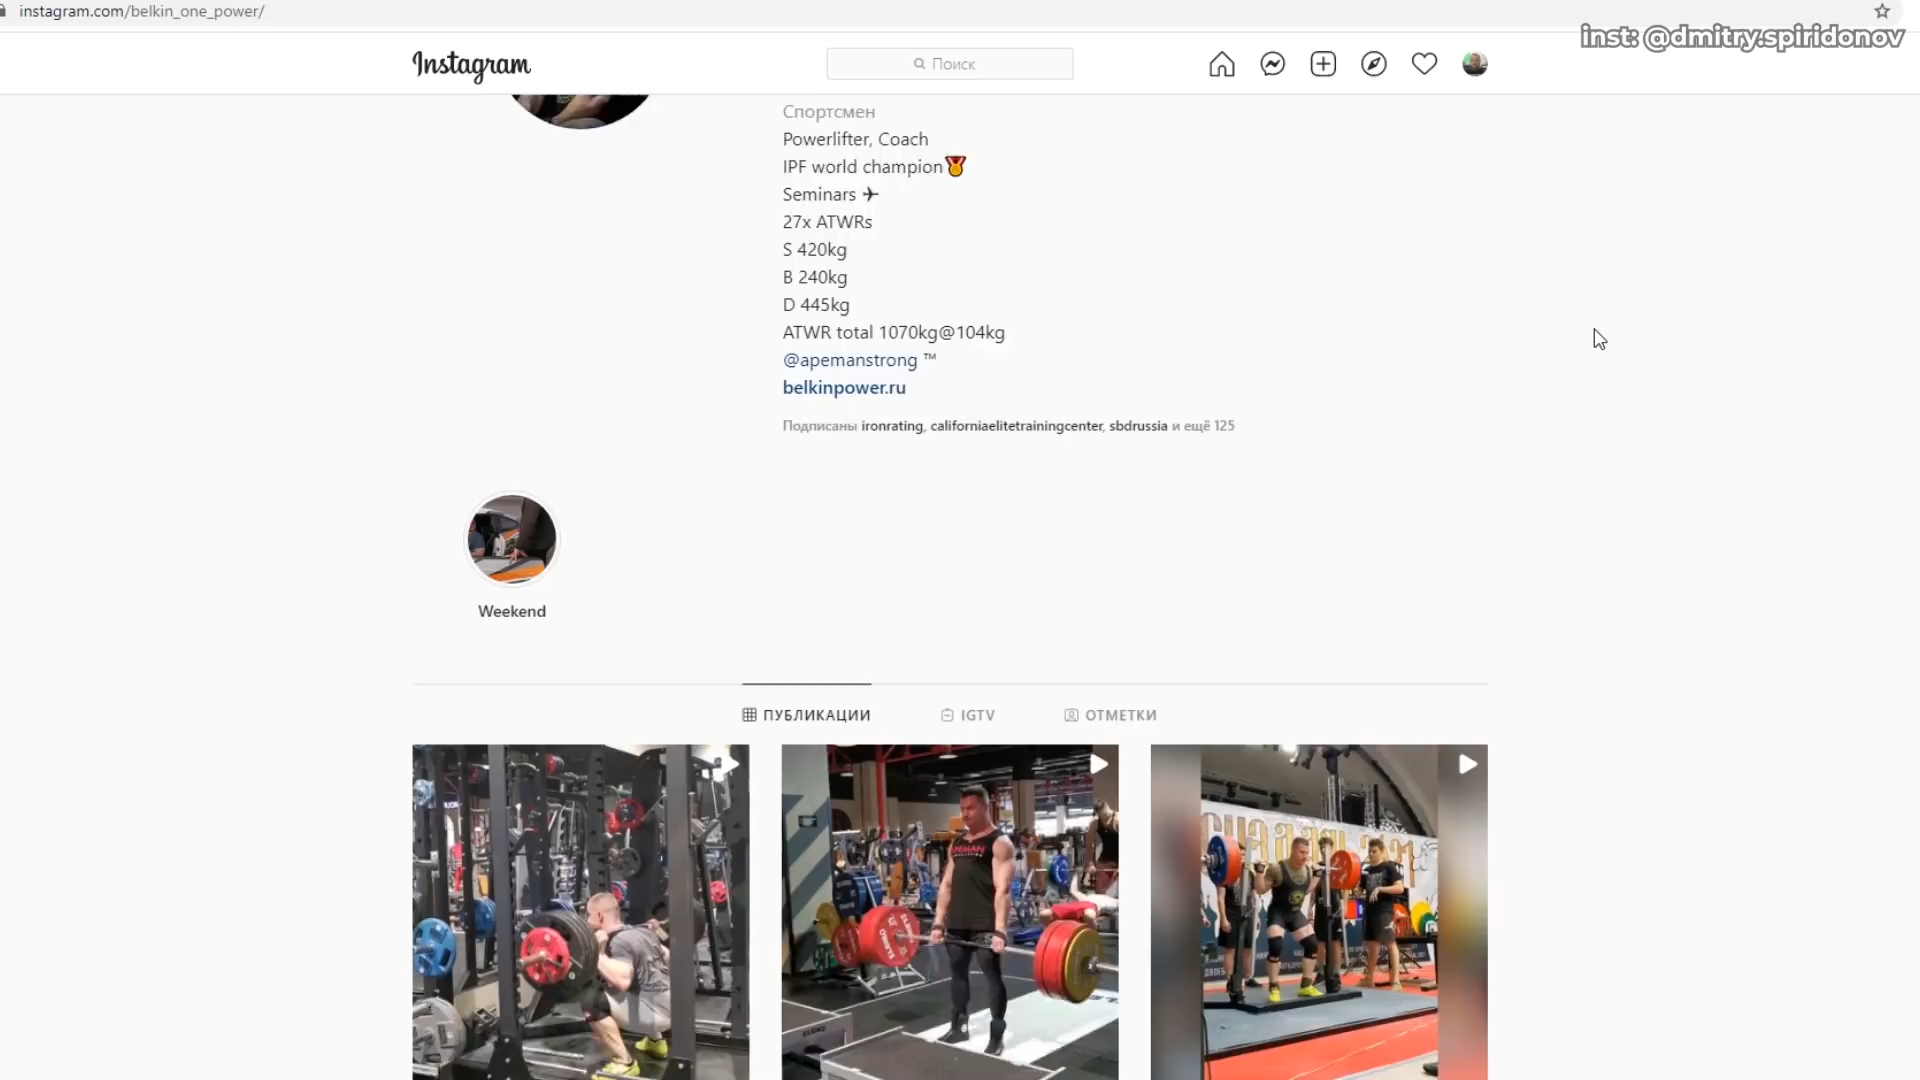 instagram.com/belkin_one_power/
inst: @dmitry.spiridonov
Instagram
Поиск
Спортсмен
Powerlifter, Coach
IPF world champion🏅
Seminars ✈
27x ATWRs
S 420kg
B 240kg
D 445kg
ATWR total 1070kg@104kg
@apemanstrong ™
belkinpower.ru
Подписаны ironrating, californiaelitetrainingcenter, sbdrussia и ещё 125
Weekend
ПУБЛИКАЦИИ
IGTV
ОТМЕТКИ